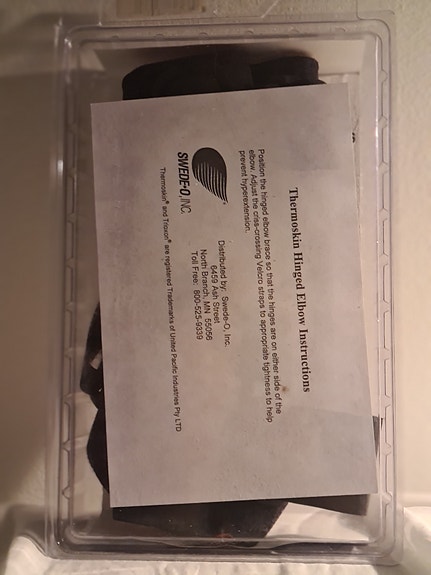 Thermoskin Hinged Elbow Instructions
Position the hinged elbow brace so that the hinges are on either side of the
elbow. Adjust the criss-crossing Velcro straps to appropriate tightness to help
prevent hyperextension.
SWEDE-O, INC.
Distributed by: Swede-O, Inc.
6459 Ash Street
North Branch, MN 55056
Toll Free: 800-525-9339
Thermoskin® and Trioxon® are registered Trademarks of United Pacific Industries Pty LTD